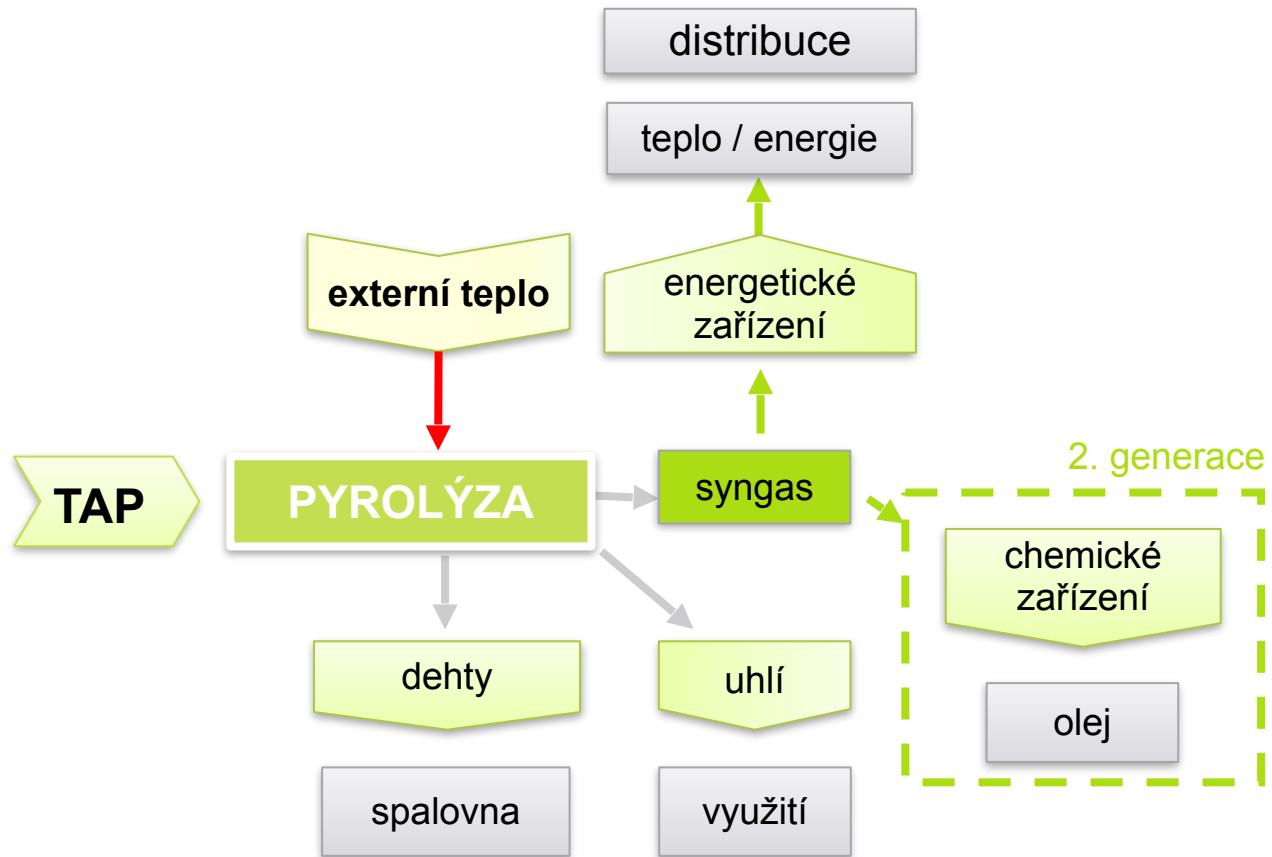 distribuce
teplo / energie
externí teplo
energetické
zařízení
2. generace
TAP
PYROLÝZA
syngas
chemické
zařízení
dehty
uhlí
olej
spalovna
využití